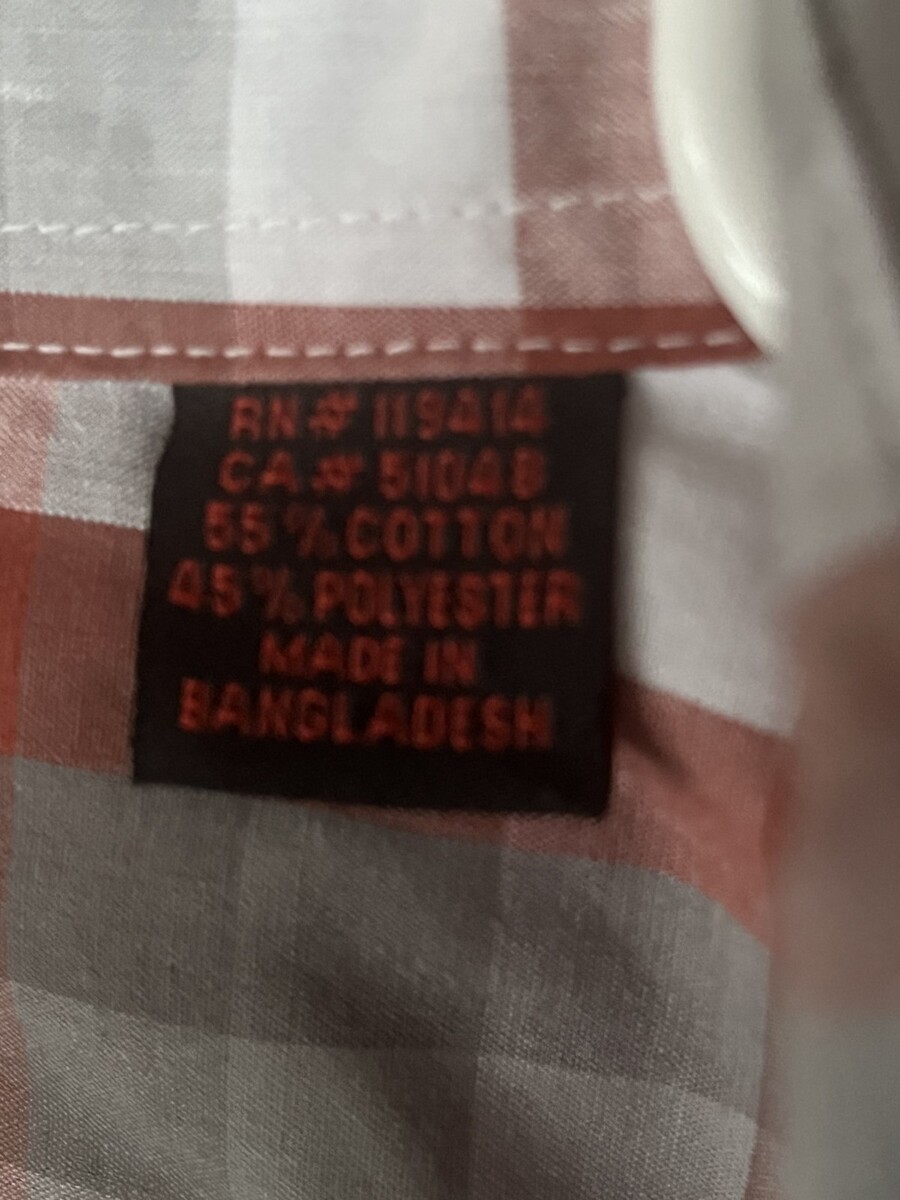 RN # 119414
CA # 51048
55 % COTTON
45 % POLYESTER
MADE IN
BANGLADESH